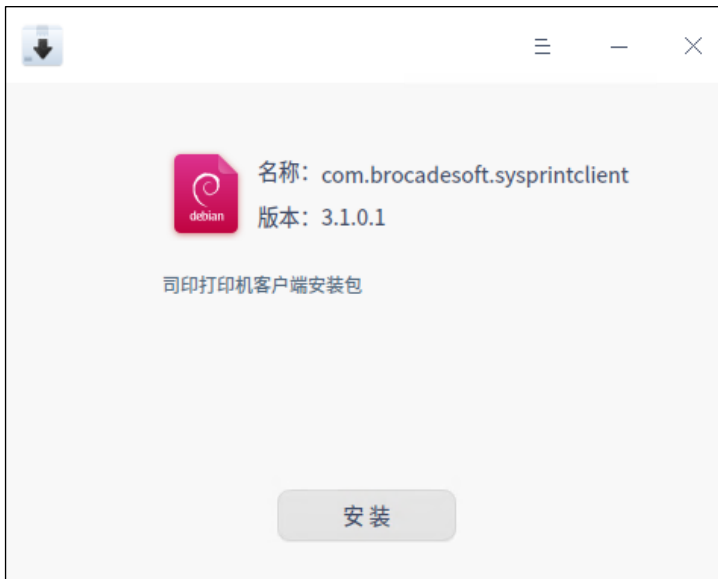 debian
名称：com.brocadesoft.sysprintclient
版本：3.1.0.1
司印打印机客户端安装包
安装